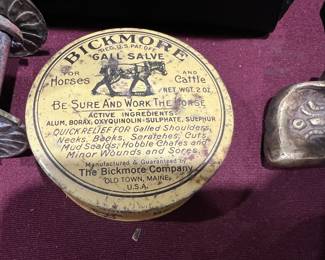 BICKMORE
REG. U.S. PAT. OFF.
GALL SALVE
FOR Horses AND Cattle
NET WGT. 2 OZ.
BE SURE AND WORK THE HORSE
ACTIVE INGREDIENTS:
ALUM, BORAX, OXYQUINOLIN-SULPHATE, SULPHUR
QUICK RELIEF FOR Galled Shoulders,
Necks, Backs, Scratches, Cuts,
Mud Scalds, Hobble Chafes and
Minor Wounds and Sores.
Manufactured & Guaranteed by
The Bickmore Company
OLD TOWN, MAINE,
U.S.A.